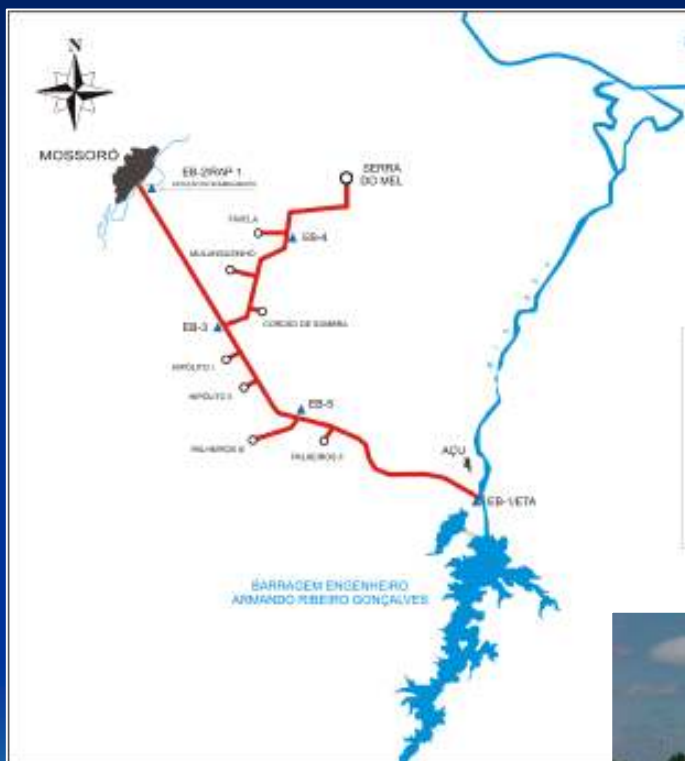 N
MOSSORÓ
EB-2/RAP 1
SERRA
DO MEL
FAVELA
EB-4
MULUNGUZINHO
CORDÃO DE SOMBRA
EB-3
HIPÓLITO I
HIPÓLITO II
EB-5
PALHEIROS III
PALHEIROS II
AÇU
EB-1/ETA
BARRAGEM ENGENHEIRO
ARMANDO RIBEIRO GONÇALVES